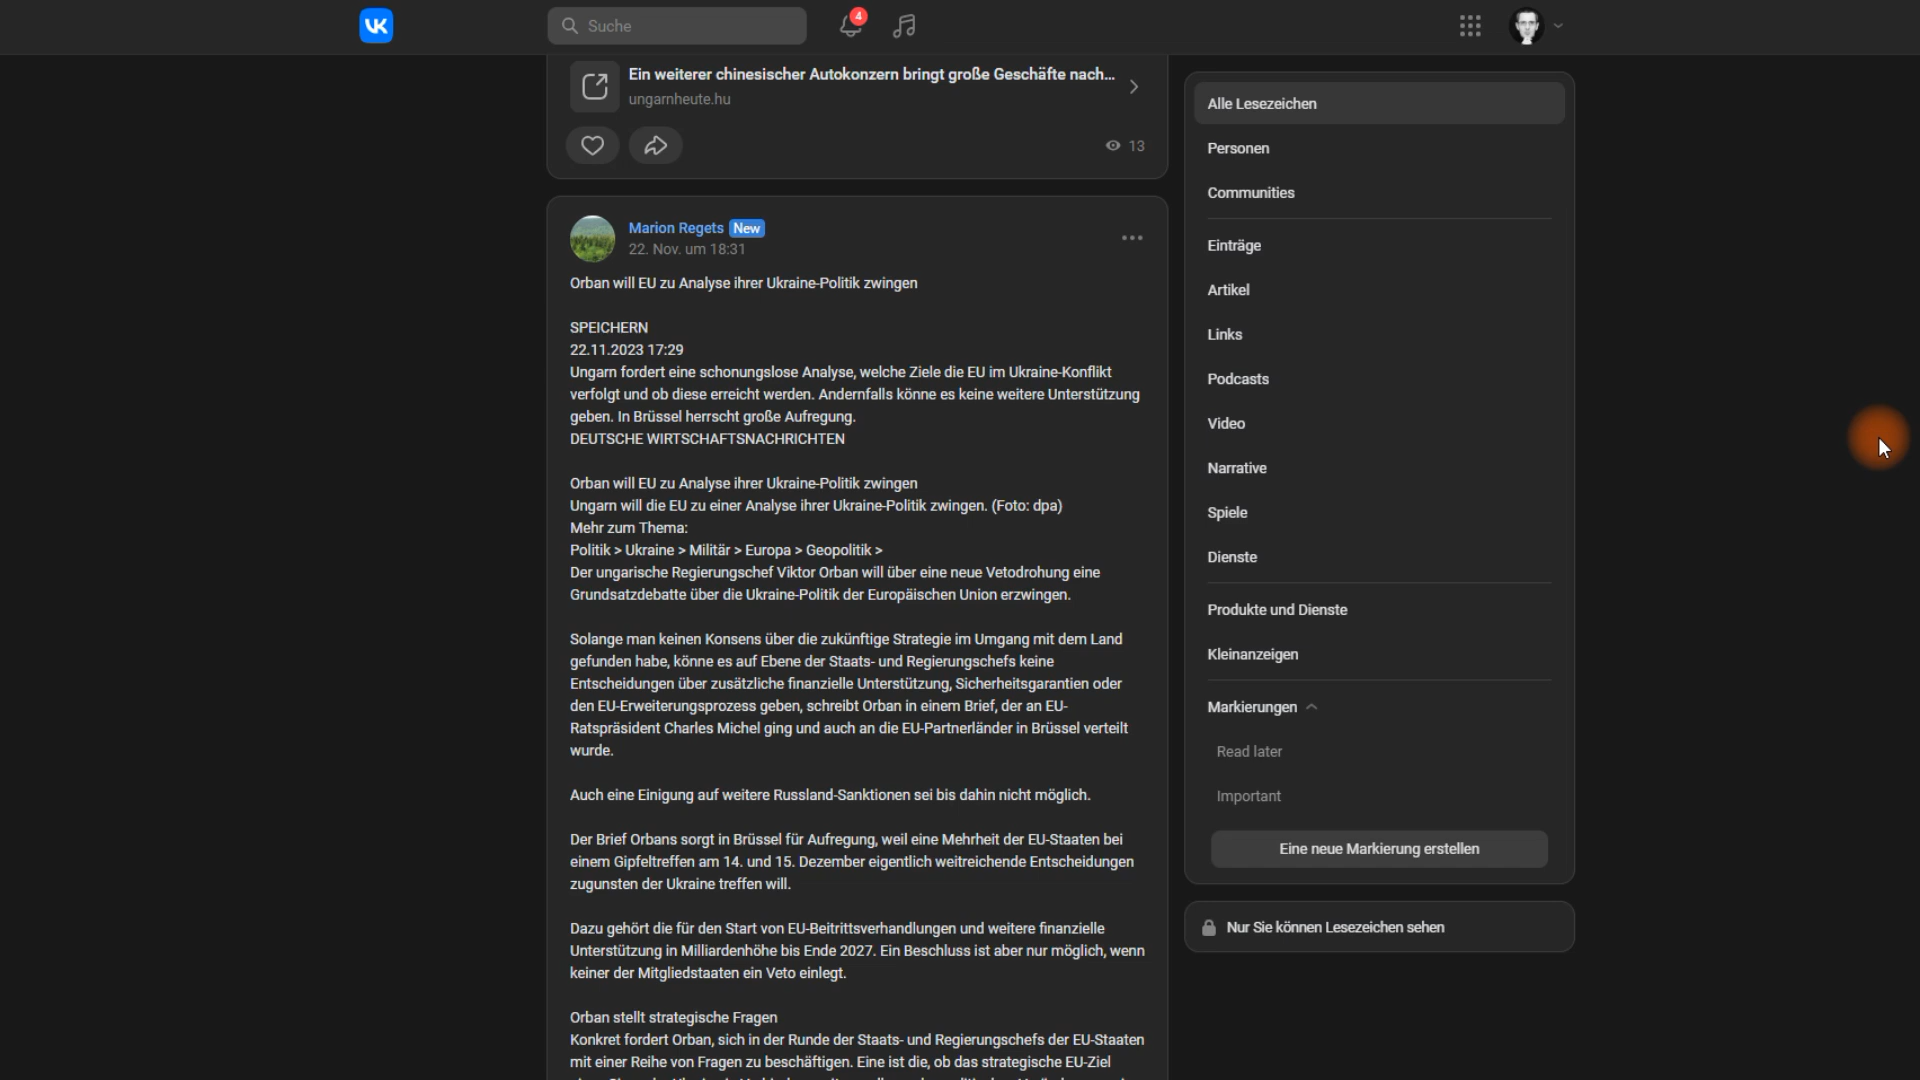 VK
Suche
4
Ein weiterer chinesischer Autokonzern bringt große Geschäfte nach...
ungarnheute.hu
13
Marion Regets New
22. Nov. um 18:31
Orban will EU zu Analyse ihrer Ukraine-Politik zwingen
SPEICHERN
22.11.2023 17:29
Ungarn fordert eine schonungslose Analyse, welche Ziele die EU im Ukraine-Konflikt
verfolgt und ob diese erreicht werden. Andernfalls könne es keine weitere Unterstützung
geben. In Brüssel herrscht große Aufregung.
DEUTSCHE WIRTSCHAFTSNACHRICHTEN
Orban will EU zu Analyse ihrer Ukraine-Politik zwingen
Ungarn will die EU zu einer Analyse ihrer Ukraine-Politik zwingen. (Foto: dpa)
Mehr zum Thema:
Politik > Ukraine > Militär > Europa > Geopolitik >
Der ungarische Regierungschef Viktor Orban will über eine neue Vetodrohung eine
Grundsatzdebatte über die Ukraine-Politik der Europäischen Union erzwingen.
Solange man keinen Konsens über die zukünftige Strategie im Umgang mit dem Land
gefunden habe, könne es auf Ebene der Staats- und Regierungschefs keine
Entscheidungen über zusätzliche finanzielle Unterstützung, Sicherheitsgarantien oder
den EU-Erweiterungsprozess geben, schreibt Orban in einem Brief, der an EU-
Ratspräsident Charles Michel ging und auch an die EU-Partnerländer in Brüssel verteilt
wurde.
Auch eine Einigung auf weitere Russland-Sanktionen sei bis dahin nicht möglich.
Der Brief Orbans sorgt in Brüssel für Aufregung, weil eine Mehrheit der EU-Staaten bei
einem Gipfeltreffen am 14. und 15. Dezember eigentlich weitreichende Entscheidungen
zugunsten der Ukraine treffen will.
Dazu gehört die für den Start von EU-Beitrittsverhandlungen und weitere finanzielle
Unterstützung in Milliardenhöhe bis Ende 2027. Ein Beschluss ist aber nur möglich, wenn
keiner der Mitgliedstaaten ein Veto einlegt.
Orban stellt strategische Fragen
Konkret fordert Orban, sich in der Runde der Staats- und Regierungschefs der EU-Staaten
mit einer Reihe von Fragen zu beschäftigen. Eine ist die, ob das strategische EU-Ziel
Alle Lesezeichen
Personen
Communities
Einträge
Artikel
Links
Podcasts
Video
Narrative
Spiele
Dienste
Produkte und Dienste
Kleinanzeigen
Markierungen
Read later
Important
Eine neue Markierung erstellen
Nur Sie können Lesezeichen sehen